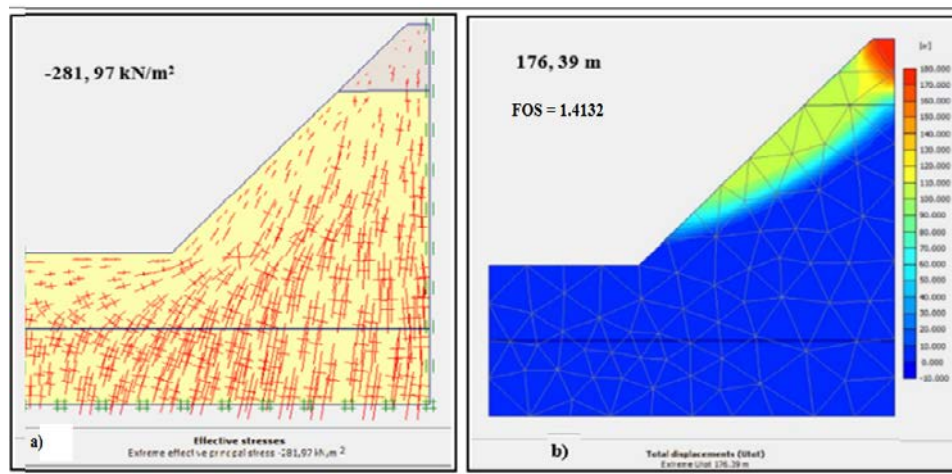 -281, 97 kN/m²
a)
Effective stresses
Extreme effective principal stress -281,97 kN/m²
176, 39 m
FOS = 1.4132
[m]
180.000
170.000
160.000
150.000
140.000
130.000
120.000
110.000
100.000
90.000
80.000
70.000
60.000
50.000
40.000
30.000
20.000
10.000
0.000
-10.000
b)
Total displacements (Utot)
Extreme Utot 176.39 m